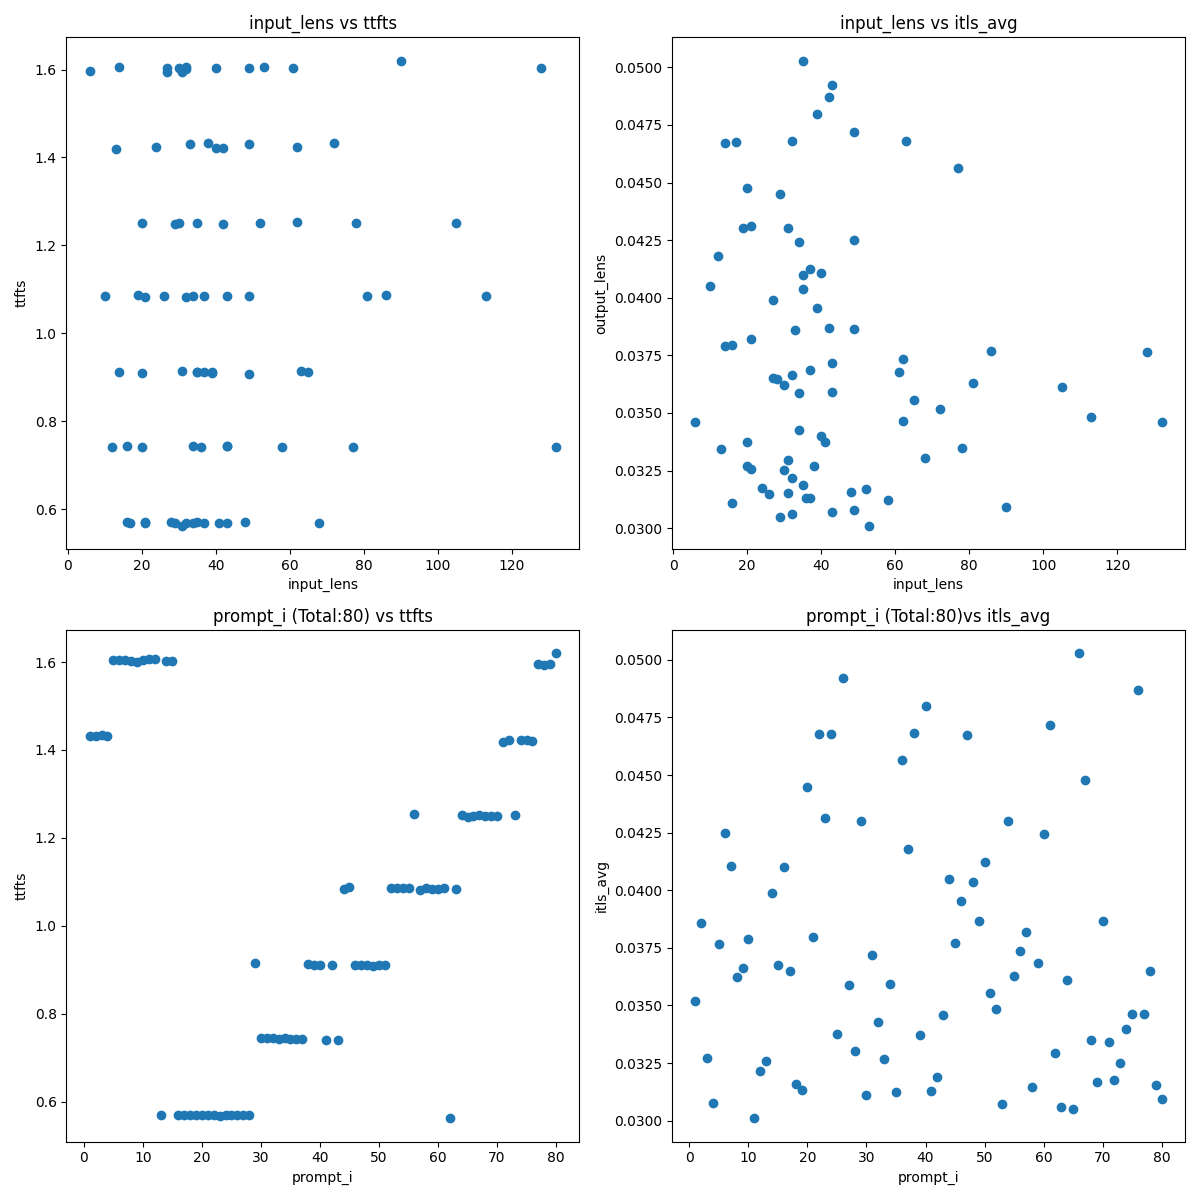 input_lens vs ttfts
1.6
1.4
1.2
1.0
0.8
0.6
ttfts
0 20 40 60 80 100 120
input_lens
input_lens vs itls_avg
0.0500
0.0475
0.0450
0.0425
0.0400
0.0375
0.0350
0.0325
0.0300
output_lens
0 20 40 60 80 100 120
input_lens
prompt_i (Total:80) vs ttfts
1.6
1.4
1.2
1.0
0.8
0.6
ttfts
0 10 20 30 40 50 60 70 80
prompt_i
prompt_i (Total:80)vs itls_avg
0.0500
0.0475
0.0450
0.0425
0.0400
0.0375
0.0350
0.0325
0.0300
itls_avg
0 10 20 30 40 50 60 70 80
prompt_i